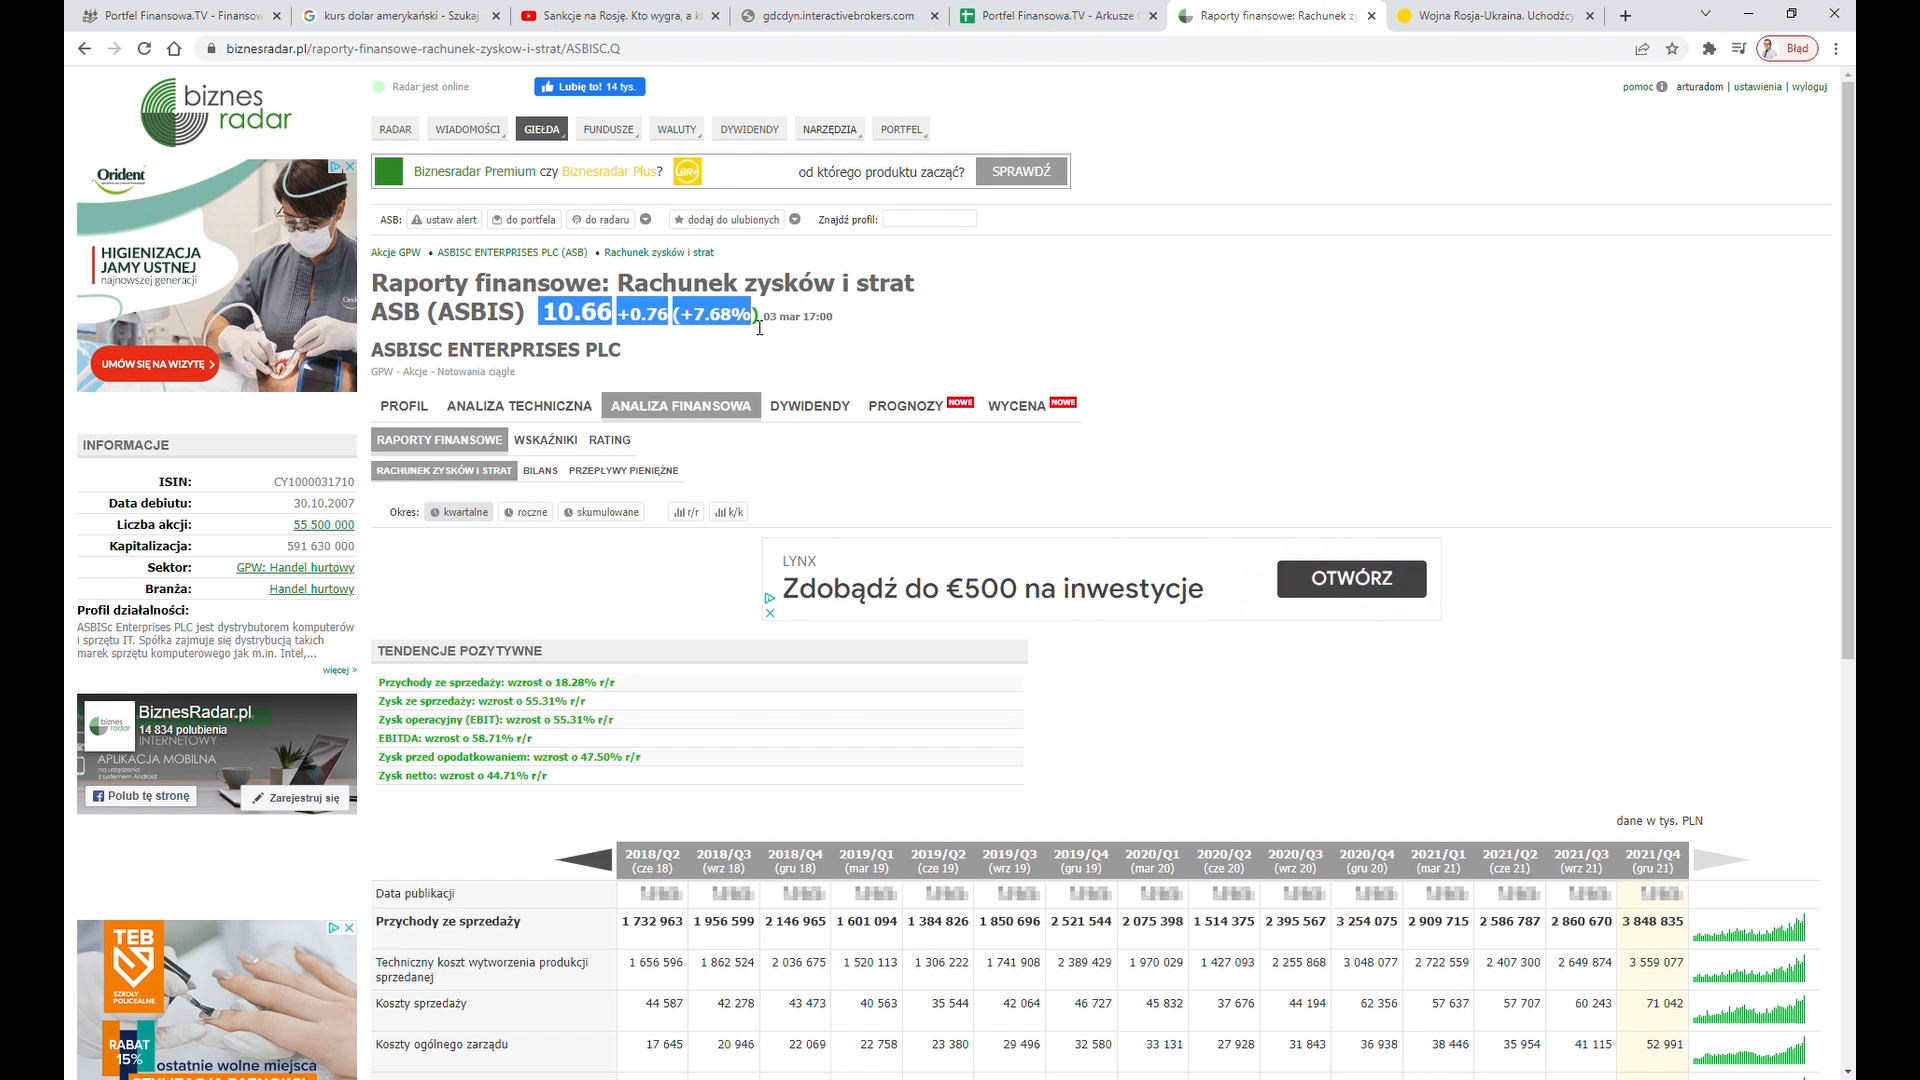 Portfel Finansowa.TV - Finansow
kurs dolar amerykański - Szukaj
Sankcje na Rosję. Kto wygra, a k
gdcdyn.interactivebrokers.com
Portfel Finansowa.TV - Arkusze
Raporty finansowe: Rachunek zy
Wojna Rosja-Ukraina. Uchodźcy
biznesradar.pl/raporty-finansowe-rachunek-zyskow-i-strat/ASBISC,Q
Błąd
biznes
radar
Radar jest online
Lubię to! 14 tys.
pomoc arturadom | ustawienia | wyloguj
RADAR WIADOMOŚCI GIEŁDA FUNDUSZE WALUTY DYWIDENDY NARZĘDZIA PORTFEL
Biznesradar Premium czy Biznesradar Plus? BR+ od którego produktu zacząć? SPRAWDŹ
ASB: ustaw alert do portfela do radaru dodaj do ulubionych Znajdź profil:
Akcje GPW • ASBISC ENTERPRISES PLC (ASB) • Rachunek zysków i strat
Raporty finansowe: Rachunek zysków i strat
ASB (ASBIS) 10.66 +0.76 (+7.68%) 03 mar 17:00
ASBISC ENTERPRISES PLC
GPW - Akcje - Notowania ciągłe
PROFIL ANALIZA TECHNICZNA ANALIZA FINANSOWA DYWIDENDY PROGNOZY NOWE WYCENA NOWE
RAPORTY FINANSOWE WSKAŹNIKI RATING
RACHUNEK ZYSKÓW I STRAT BILANS PRZEPŁYWY PIENIĘŻNE
Okres: kwartalne roczne skumulowane r/r k/k
Orident
HIGIENIZACJA
JAMY USTNEJ
najnowszej generacji
UMÓW SIĘ NA WIZYTĘ
INFORMACJE
ISIN: CY1000031710
Data debiutu: 30.10.2007
Liczba akcji: 55 500 000
Kapitalizacja: 591 630 000
Sektor: GPW: Handel hurtowy
Branża: Handel hurtowy
Profil działalności:
ASBISc Enterprises PLC jest dystrybutorem komputerów
i sprzętu IT. Spółka zajmuje się dystrybucją takich
marek sprzętu komputerowego jak m.in. Intel,...
więcej »
BiznesRadar.pl
14 834 polubienia
INTERNETOWY
APLIKACJA MOBILNA
na urządzenia
z systemem Android
Polub tę stronę
Zarejestruj się
TEB
SZKOŁY
POLICEALNE
RABAT
15%
ostatnie wolne miejsca
STYLIZACJA PAZNOKCI
LYNX
Zdobądź do €500 na inwestycje
OTWÓRZ
TENDENCJE POZYTYWNE
Przychody ze sprzedaży: wzrost o 18.28% r/r
Zysk ze sprzedaży: wzrost o 55.31% r/r
Zysk operacyjny (EBIT): wzrost o 55.31% r/r
EBITDA: wzrost o 58.71% r/r
Zysk przed opodatkowaniem: wzrost o 47.50% r/r
Zysk netto: wzrost o 44.71% r/r
dane w tys. PLN
2018/Q2 2018/Q3 2018/Q4 2019/Q1 2019/Q2 2019/Q3 2019/Q4 2020/Q1 2020/Q2 2020/Q3 2020/Q4 2021/Q1 2021/Q2 2021/Q3 2021/Q4
(cze 18) (wrz 18) (gru 18) (mar 19) (cze 19) (wrz 19) (gru 19) (mar 20) (cze 20) (wrz 20) (gru 20) (mar 21) (cze 21) (wrz 21) (gru 21)
Data publikacji
Przychody ze sprzedaży 1 732 963 1 956 599 2 146 965 1 601 094 1 384 826 1 850 696 2 521 544 2 075 398 1 514 375 2 395 567 3 254 075 2 909 715 2 586 787 2 860 670 3 848 835
Techniczny koszt wytworzenia produkcji 1 656 596 1 862 524 2 036 675 1 520 113 1 306 222 1 741 908 2 389 429 1 970 029 1 427 093 2 255 868 3 048 077 2 722 559 2 407 300 2 649 874 3 559 077
sprzedanej
Koszty sprzedaży 44 587 42 278 43 473 40 563 35 544 42 064 46 727 45 832 37 676 44 194 62 356 57 637 57 707 60 243 71 042
Koszty ogólnego zarządu 17 645 20 946 22 069 22 758 23 380 29 496 32 580 33 131 27 928 31 843 36 938 38 446 35 954 41 115 52 991